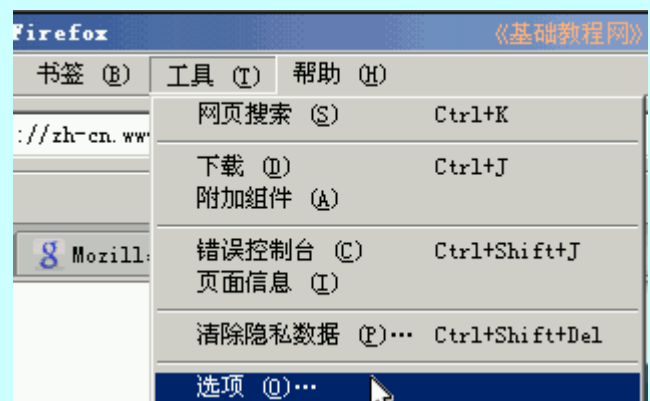 Firefox 《基础教程网》
书签 (B) 工具 (T) 帮助 (H)
网页搜索 (S) Ctrl+K
://zh-cn.ww
下载 (D) Ctrl+J
附加组件 (A)
Mozill
错误控制台 (C) Ctrl+Shift+J
页面信息 (I)
清除隐私数据 (P)… Ctrl+Shift+Del
选项 (O)…